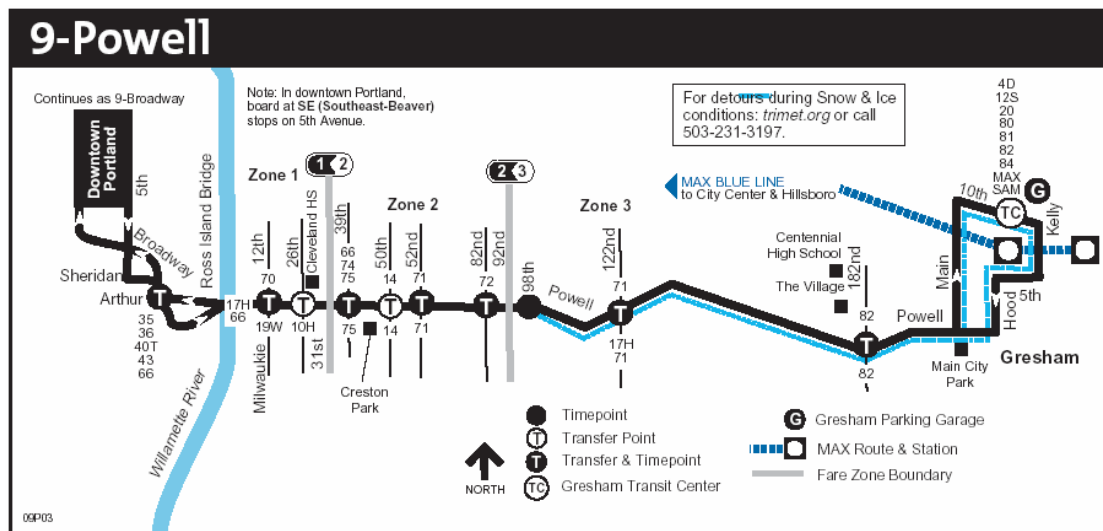 9-Powell
Continues as 9-Broadway
Downtown
Portland
5th
Broadway
Sheridan
Arthur
T
35
36
40T
43
66
Willamette River
Ross Island Bridge
Note: In downtown Portland,
board at SE (Southeast-Beaver)
stops on 5th Avenue.
Zone 1
1 2
Zone 2
2 3
Zone 3
17H
66
12th
70
T
19W
Milwaukie
26th
T
10H
Cleveland HS
31st
39th
66
74
75
T
75
Creston
Park
50th
14
T
14
52nd
71
T
71
82nd
72
T
92nd
98th
Powell
122nd
71
T
17H
71
For detours during Snow & Ice
conditions: trimet.org or call
503-231-3197.
MAX BLUE LINE
to City Center & Hillsboro
Centennial
High School
The Village
182nd
82
T
82
Powell
Main
10th
4D
12S
20
80
81
82
84
MAX
SAM
G
TC
Kelly
5th
Hood
Gresham
Main City
Park
NORTH
Timepoint
T Transfer Point
T Transfer & Timepoint
TC Gresham Transit Center
G Gresham Parking Garage
MAX Route & Station
Fare Zone Boundary
09P03